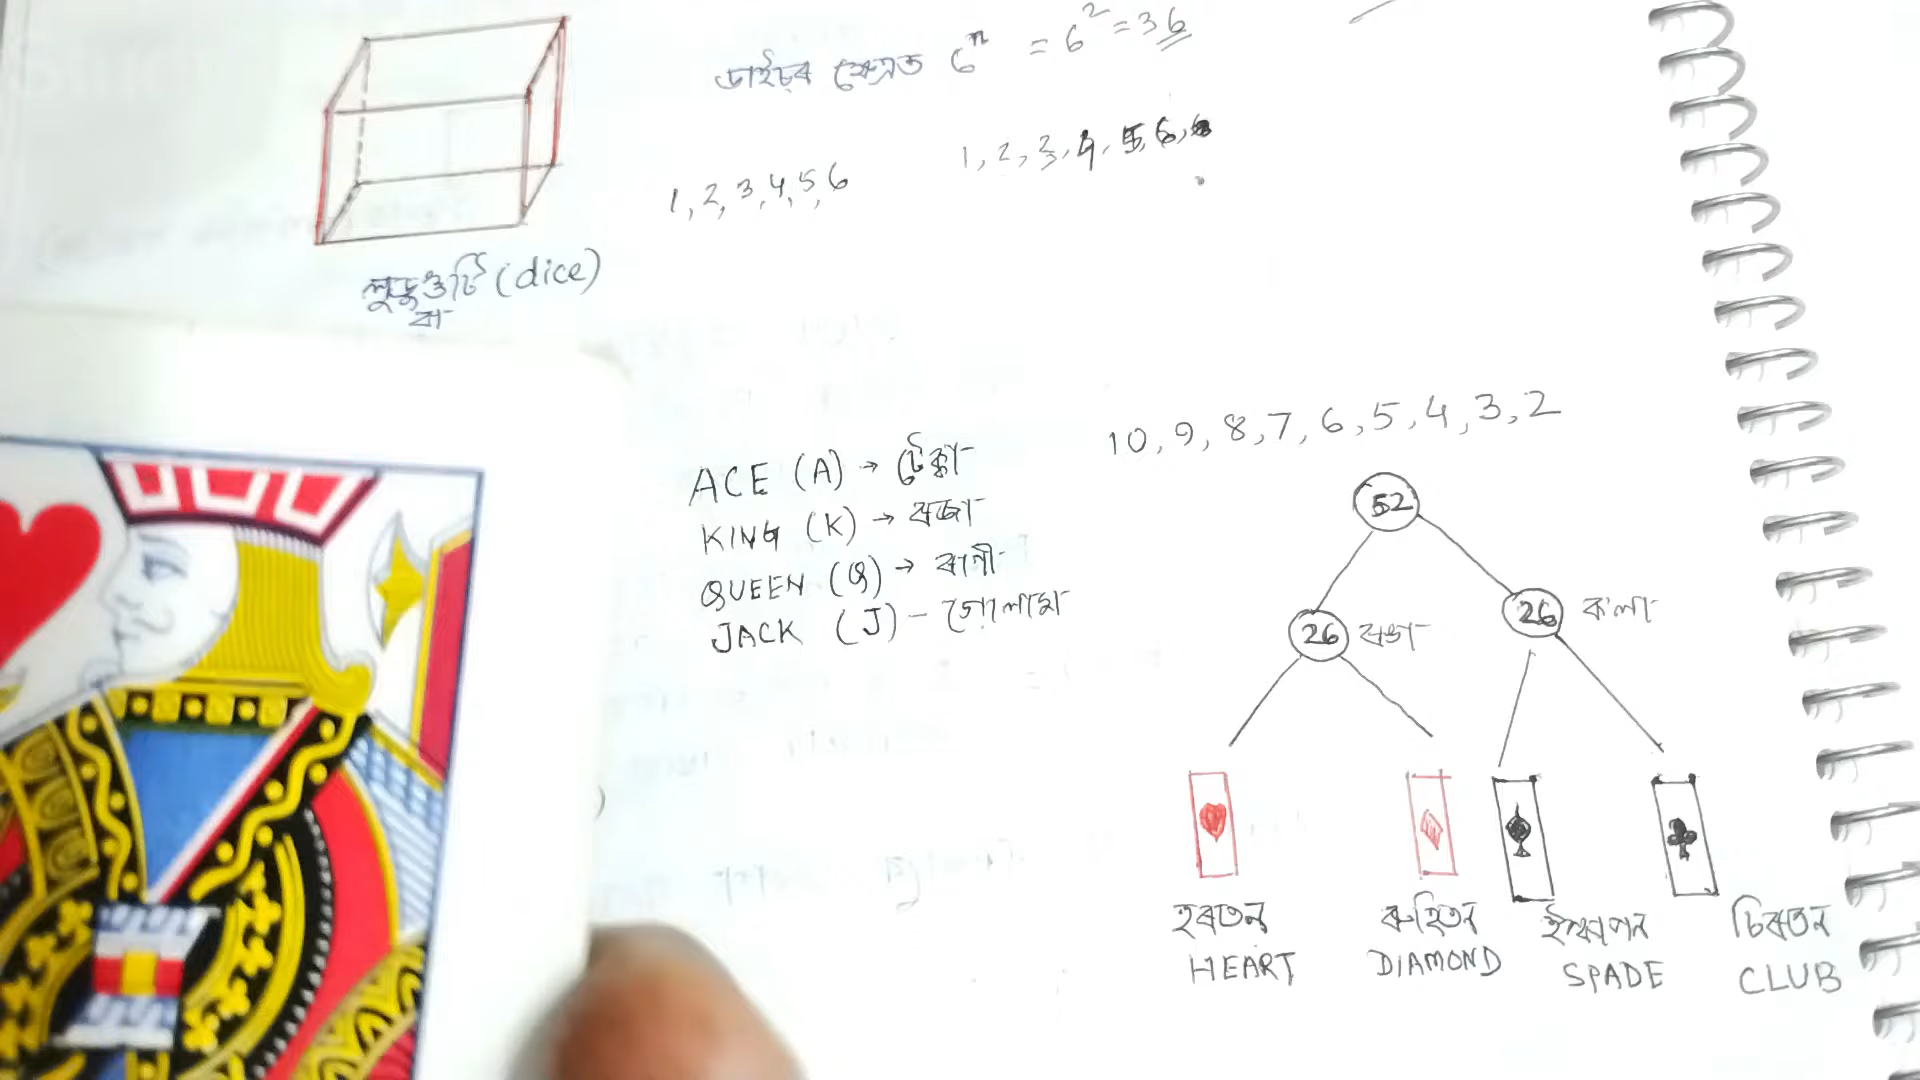 ডাইচৰ ক্ষেত্ৰত 6ⁿ = 6² = 36
1, 2, 3, 4, 5, 6
1, 2, 3, 4, 5, 6,
লুডুগুটি (dice)
বা
10, 9, 8, 7, 6, 5, 4, 3, 2
ACE (A) → টেক্কা
KING (K) → ৰজা
QUEEN (Q) → ৰাণী
JACK (J) – গোলাম
52
26 ৰঙা
26 ক'লা
হৰতন
HEART
ৰুহিতন
DIAMOND
ইস্কাপন
SPADE
চিৰতন
CLUB